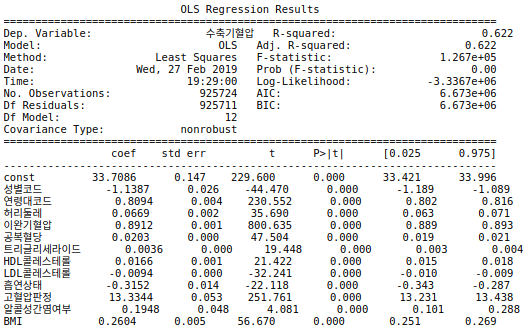 OLS Regression Results
==============================================================================
Dep. Variable: 수축기혈압 R-squared: 0.622
Model: OLS Adj. R-squared: 0.622
Method: Least Squares F-statistic: 1.267e+05
Date: Wed, 27 Feb 2019 Prob (F-statistic): 0.00
Time: 19:29:00 Log-Likelihood: -3.3367e+06
No. Observations: 925724 AIC: 6.673e+06
Df Residuals: 925711 BIC: 6.673e+06
Df Model: 12
Covariance Type: nonrobust
==============================================================================
coef std err t P>|t| [0.025 0.975]
------------------------------------------------------------------------------
const 33.7086 0.147 229.600 0.000 33.421 33.996
성별코드 -1.1387 0.026 -44.470 0.000 -1.189 -1.089
연령대코드 0.8094 0.004 230.552 0.000 0.802 0.816
허리둘레 0.0669 0.002 35.690 0.000 0.063 0.071
이완기혈압 0.8912 0.001 800.635 0.000 0.889 0.893
공복혈당 0.0203 0.000 47.504 0.000 0.019 0.021
트리글리세라이드 0.0036 0.000 19.448 0.000 0.003 0.004
HDL콜레스테롤 0.0166 0.001 21.422 0.000 0.015 0.018
LDL콜레스테롤 -0.0094 0.000 -32.241 0.000 -0.010 -0.009
흡연상태 -0.3152 0.014 -22.118 0.000 -0.343 -0.287
고혈압판정 13.3344 0.053 251.761 0.000 13.231 13.438
알콜성간염여부 0.1948 0.048 4.081 0.000 0.101 0.288
BMI 0.2604 0.005 56.670 0.000 0.251 0.269